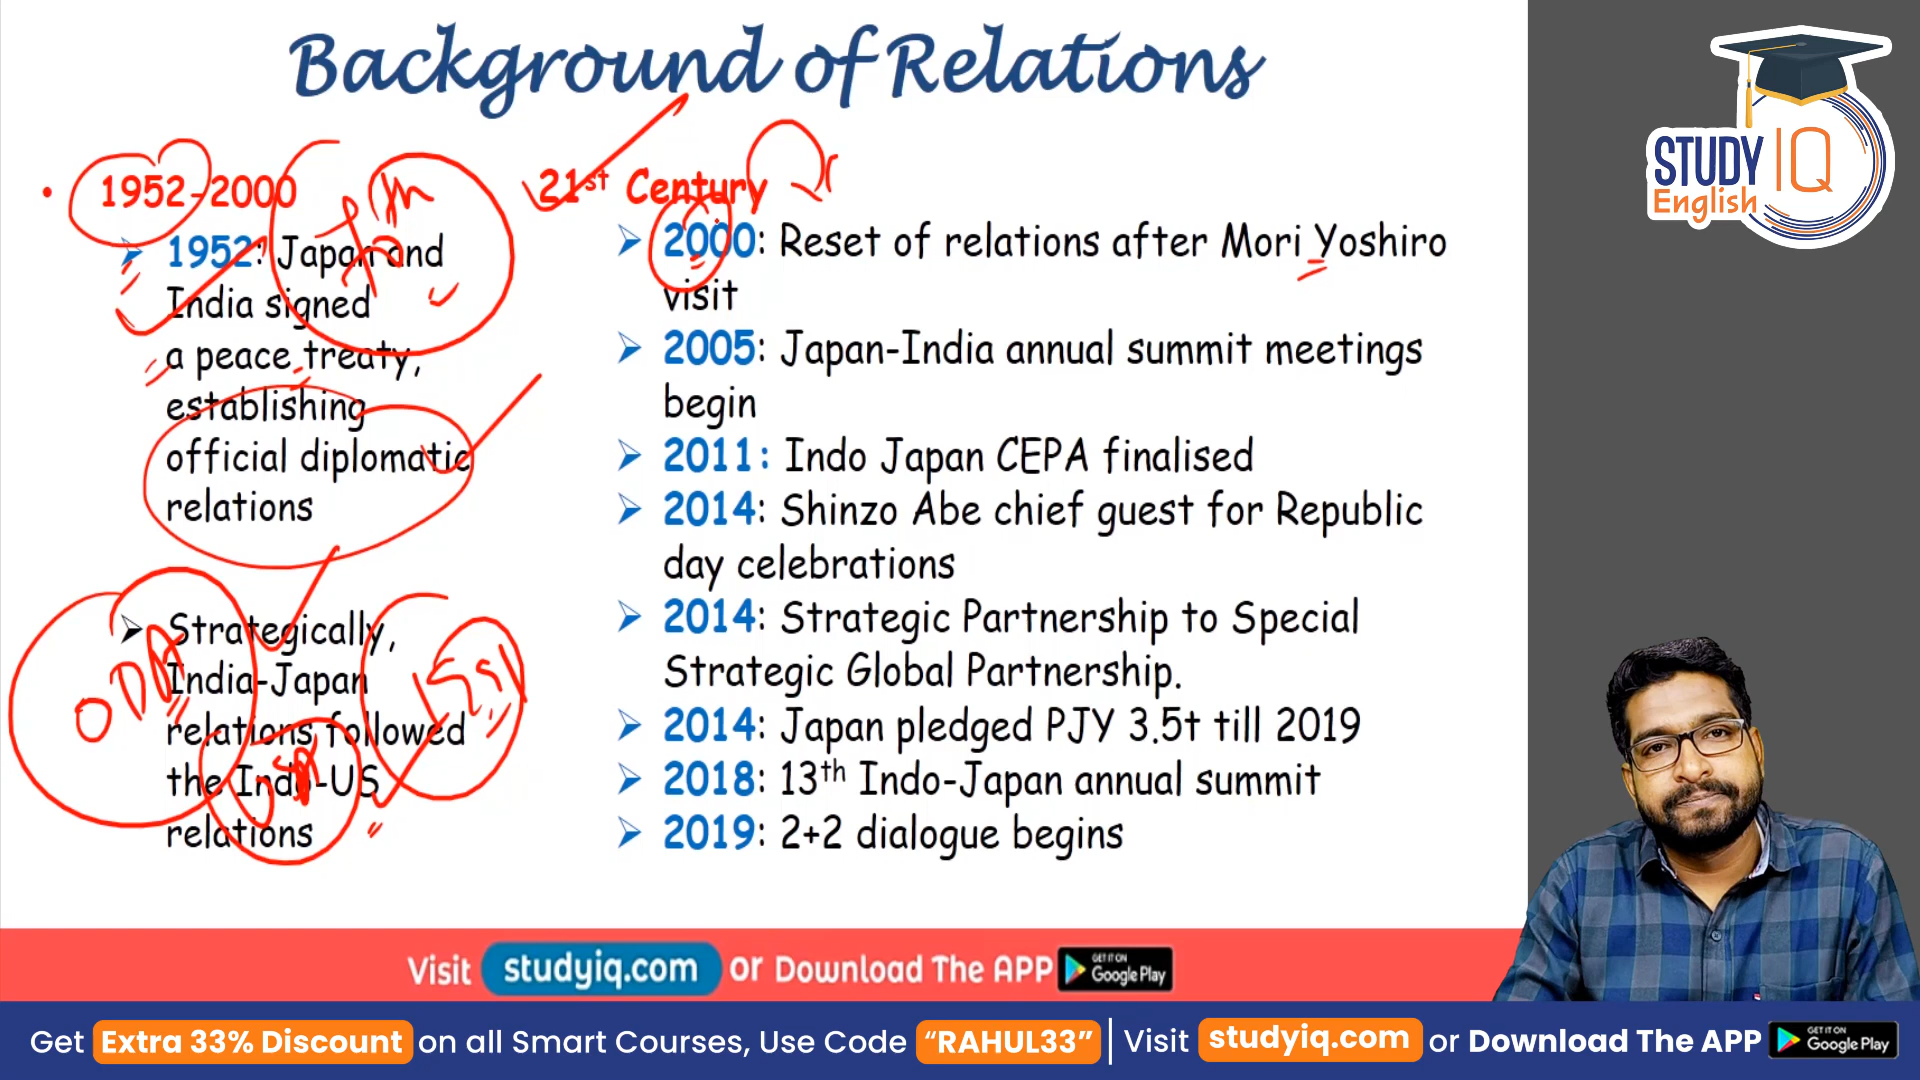 Background of Relations
• 1952-2000
➢ 1952: Japan and
India signed
a peace treaty,
establishing
official diplomatic
relations
➢ Strategically,
India-Japan
relations followed
the Indo-US
relations
ODA
21st Century
➢ 2000: Reset of relations after Mori Yoshiro
visit
➢ 2005: Japan-India annual summit meetings
begin
➢ 2011: Indo Japan CEPA finalised
➢ 2014: Shinzo Abe chief guest for Republic
day celebrations
➢ 2014: Strategic Partnership to Special
Strategic Global Partnership.
➢ 2014: Japan pledged PJY 3.5t till 2019
➢ 2018: 13th Indo-Japan annual summit
➢ 2019: 2+2 dialogue begins
STUDY IQ
English
Visit studyiq.com or Download The APP GET IT ON Google Play
Get Extra 33% Discount on all Smart Courses, Use Code “RAHUL33” | Visit studyiq.com or Download The APP GET IT ON Google Play